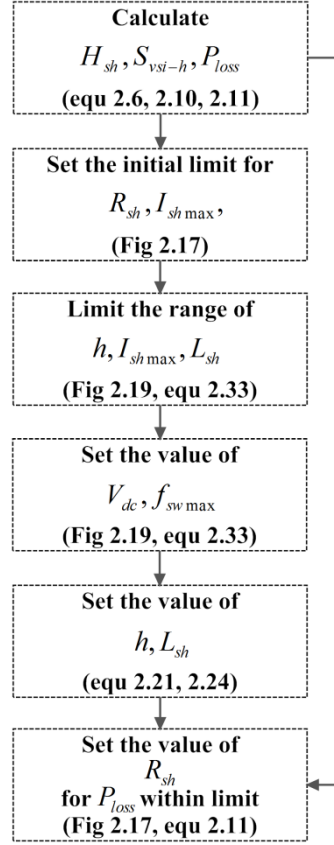 Calculate
H_sh, S_vsi-h, P_loss
(equ 2.6, 2.10, 2.11)
Set the initial limit for
R_sh, I_sh max,
(Fig 2.17)
Limit the range of
h, I_sh max, L_sh
(Fig 2.19, equ 2.33)
Set the value of
V_dc, f_sw max
(Fig 2.19, equ 2.33)
Set the value of
h, L_sh
(equ 2.21, 2.24)
Set the value of
R_sh
for P_loss within limit
(Fig 2.17, equ 2.11)